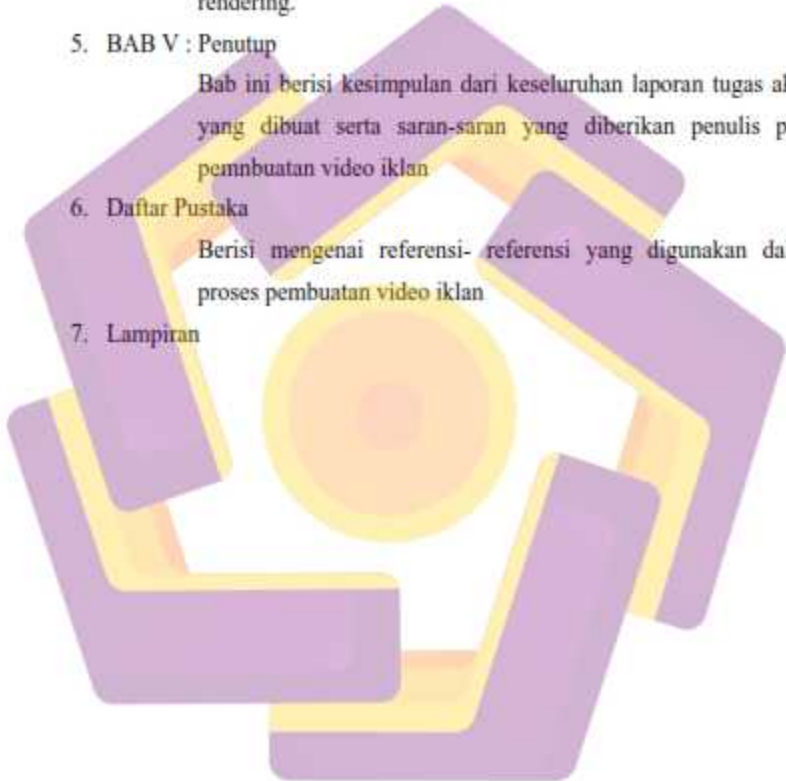 rendering.
5. BAB V : Penutup
Bab ini berisi kesimpulan dari keseluruhan laporan tugas a
yang dibuat serta saran-saran yang diberikan penulis p
pemnbuatan video iklan
6. Daftar Pustaka
Berisi mengenai referensi- referensi yang digunakan da
proses pembuatan video iklan
7. Lampiran